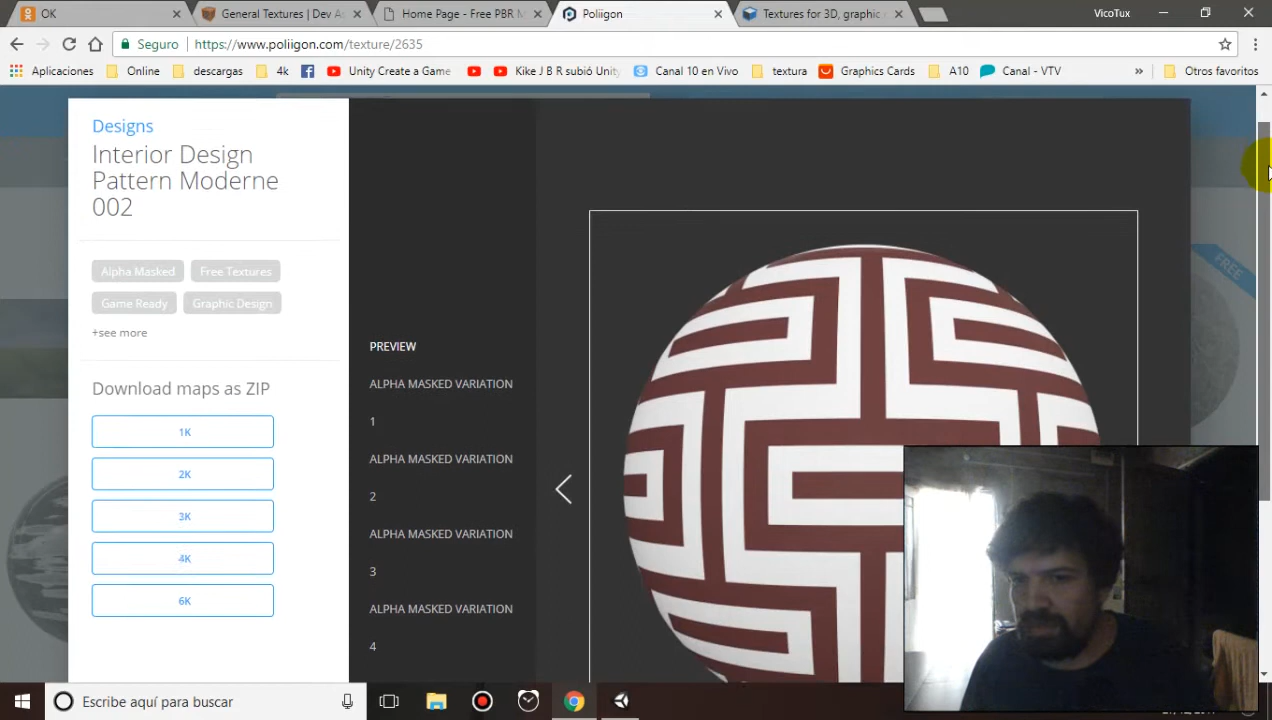 OK
General Textures | Dev A
Home Page - Free PBR M
Poliigon
Textures for 3D, graphic
VicoTux
Seguro
https://www.poliigon.com/texture/2635
Aplicaciones
Online
descargas
4k
Unity Create a Game
Kike J B R subió Unity
Canal 10 en Vivo
textura
Graphics Cards
A10
Canal - VTV
»
Otros favoritos
Designs
Interior Design
Pattern Moderne
002
Alpha Masked
Free Textures
Game Ready
Graphic Design
+see more
Download maps as ZIP
1K
2K
3K
4K
6K
PREVIEW
ALPHA MASKED VARIATION
1
ALPHA MASKED VARIATION
2
ALPHA MASKED VARIATION
3
ALPHA MASKED VARIATION
4
FREE
Escribe aquí para buscar